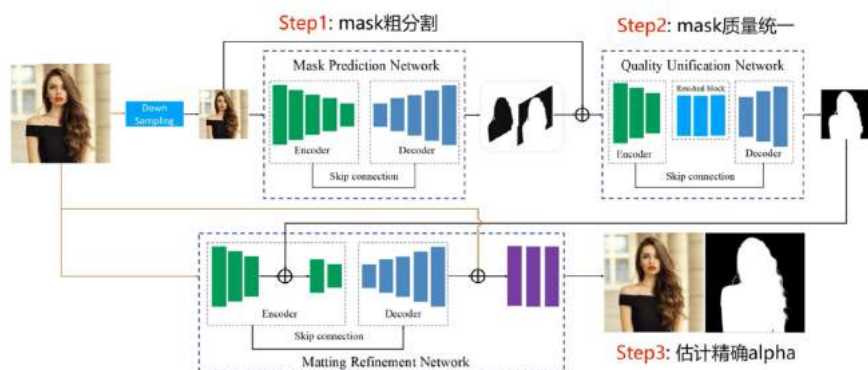 Step1: mask粗分割
Step2: mask质量统一
Mask Prediction Network
Quality Unification Network
Down
Sampling
Residual block
Encoder
Decoder
Skip connection
Encoder
Decoder
Skip connection
Encoder
Decoder
Skip connection
Matting Refinement Network
Step3: 估计精确alpha